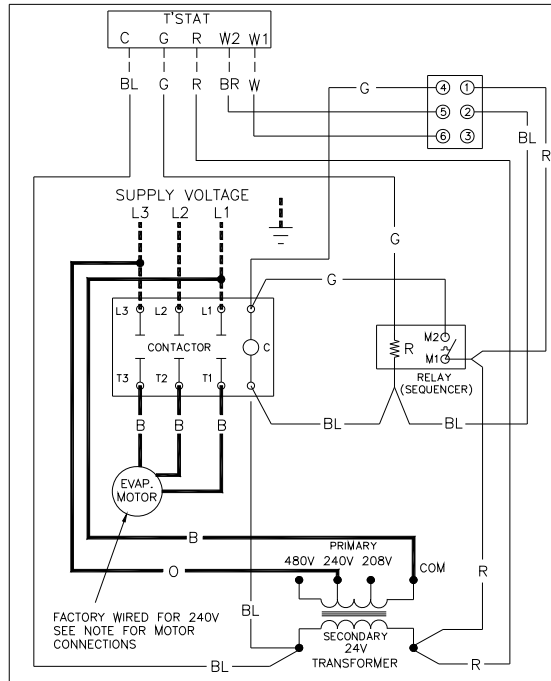 T'STAT
C G R W2 W1
BL G R BR W
G
4 1
5 2
6 3
BL
R
SUPPLY VOLTAGE
L3 L2 L1
G
G
L3 L2 L1
CONTACTOR
C
T3 T2 T1
M2
M1
R
RELAY
(SEQUENCER)
B B B
BL
BL
EVAP.
MOTOR
B
PRIMARY
480V 240V 208V COM
O
R
FACTORY WIRED FOR 240V
SEE NOTE FOR MOTOR
CONNECTIONS
BL
SECONDARY
24V
TRANSFORMER
BL
R